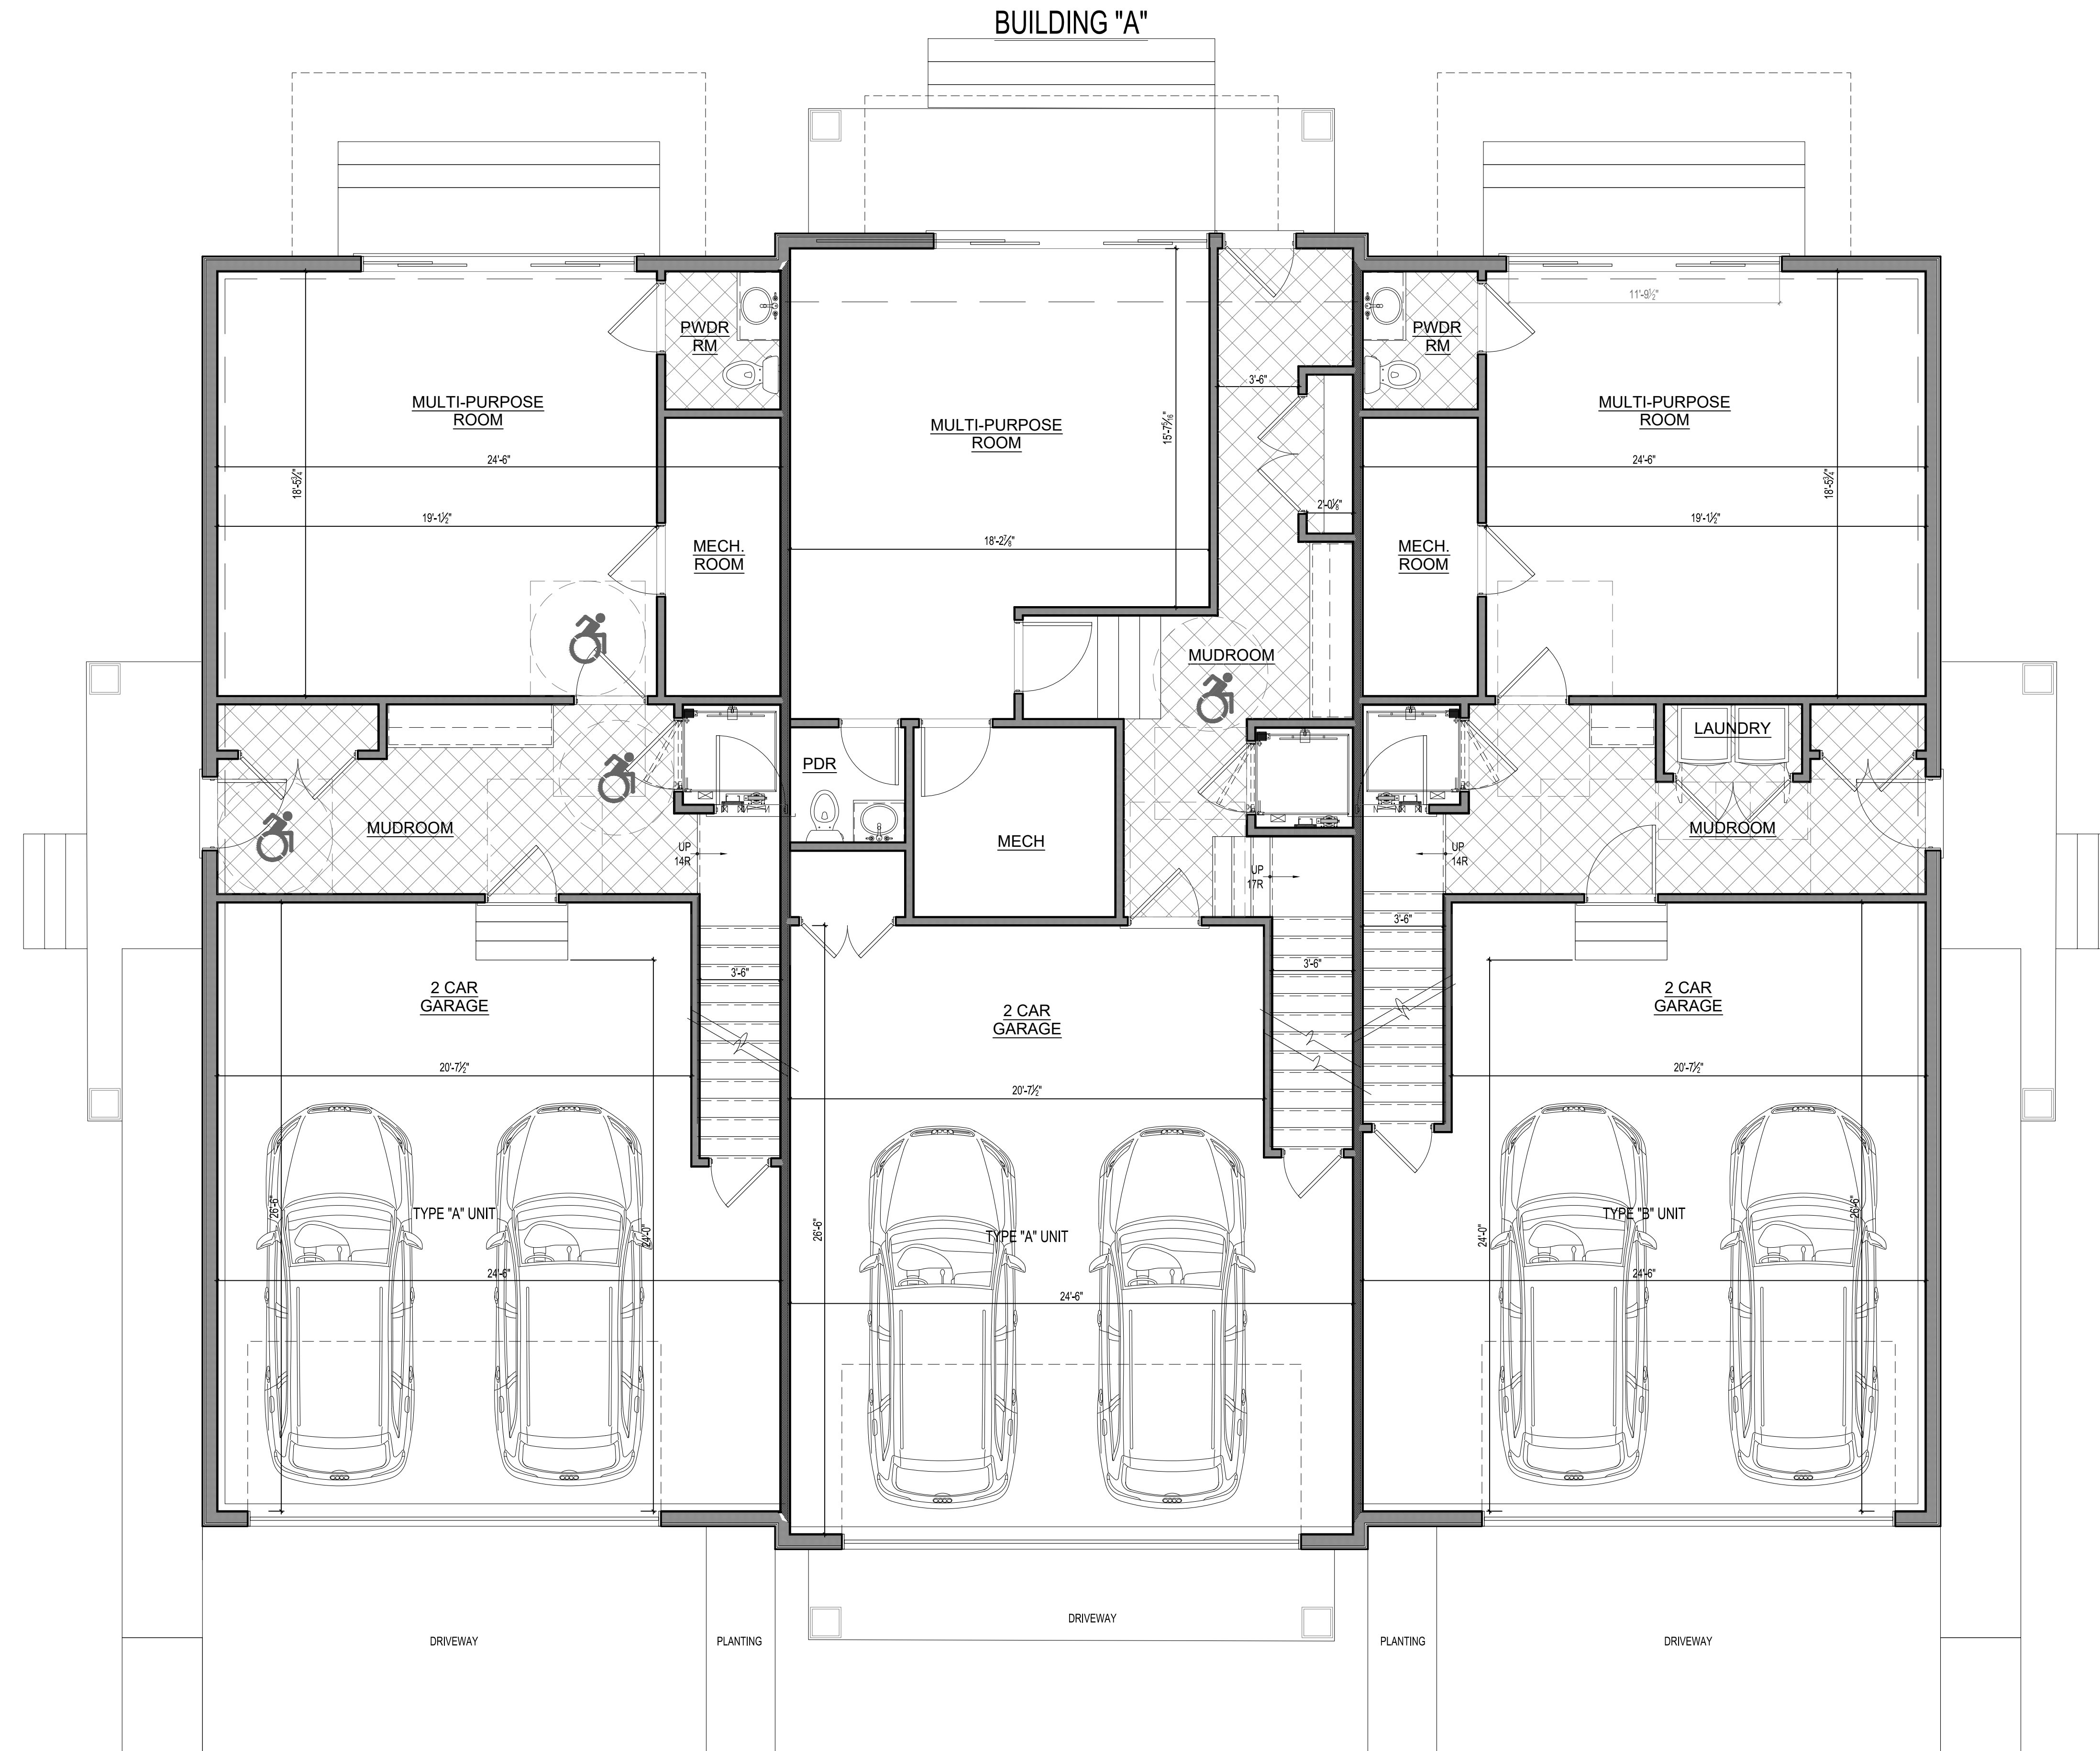 BUILDING "A"
11'-9½"
PWDR
RM
PWDR
RM
MULTI-PURPOSE
ROOM
MULTI-PURPOSE
ROOM
MULTI-PURPOSE
ROOM
3'-6"
15'-7 5/16"
24'-6"
24'-6"
18'-5¾"
18'-5¾"
2'-0⅛"
19'-1½"
19'-1½"
18'-2⅞"
MECH.
ROOM
MECH.
ROOM
MUDROOM
LAUNDRY
PDR
MUDROOM
MECH
MUDROOM
UP
14R
UP
17R
UP
14R
3'-6"
3'-6"
3'-6"
2 CAR
GARAGE
2 CAR
GARAGE
2 CAR
GARAGE
20'-7½"
20'-7½"
20'-7½"
26'-6"
TYPE "A" UNIT
24'-0"
26'-6"
TYPE "A" UNIT
24'-0"
TYPE "B" UNIT
26'-6"
24'-6"
24'-6"
24'-6"
DRIVEWAY
PLANTING
DRIVEWAY
PLANTING
DRIVEWAY